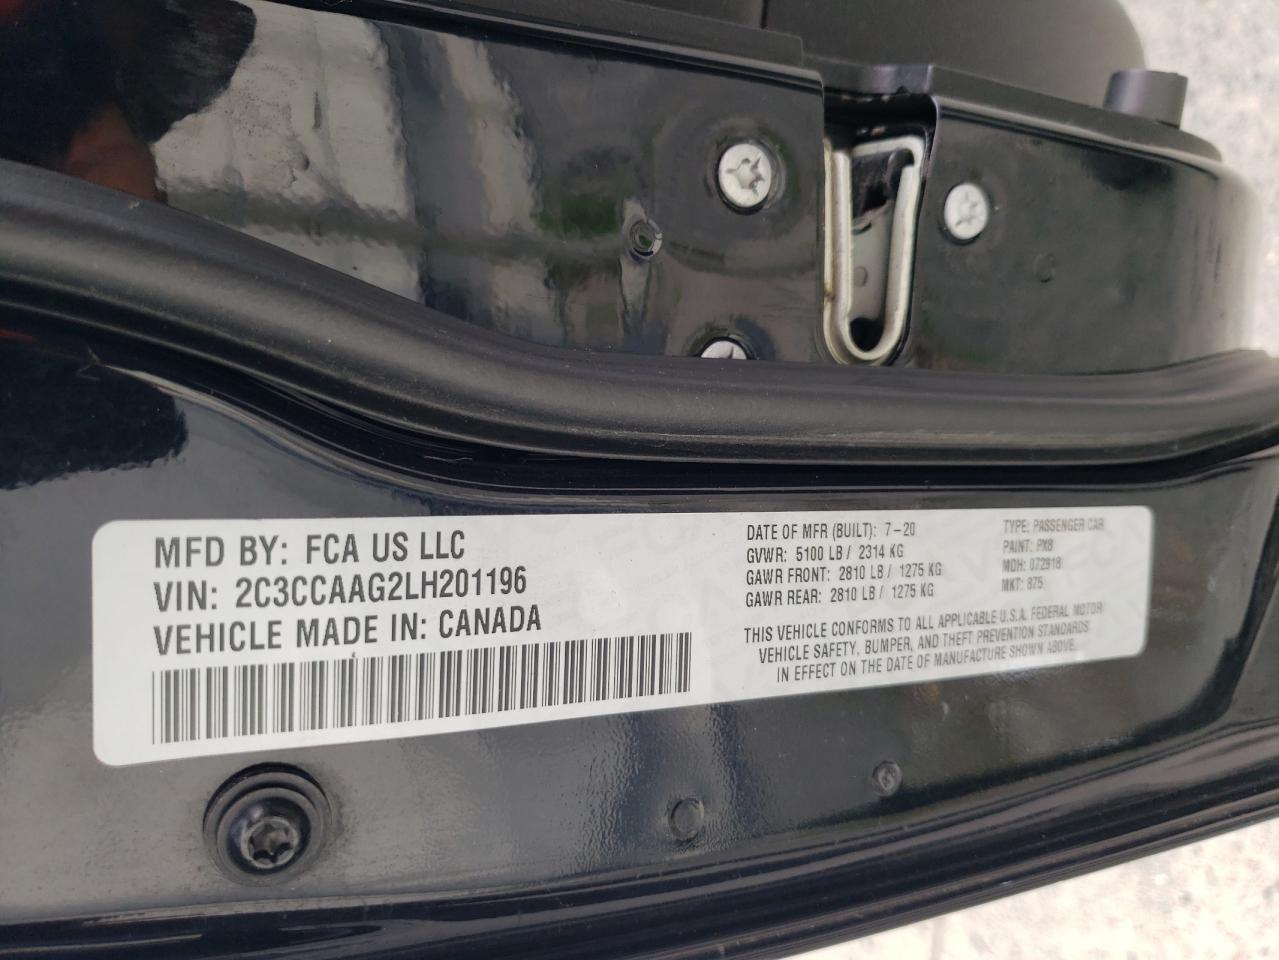 MFD BY: FCA US LLC
VIN: 2C3CCAAG2LH201196
VEHICLE MADE IN: CANADA
DATE OF MFR (BUILT): 7-20
GVWR: 5100 LB / 2314 KG
GAWR FRONT: 2810 LB / 1275 KG
GAWR REAR: 2810 LB / 1275 KG
TYPE: PASSENGER CAR
PAINT: PX8
MDH: 072918
MKT: 875
THIS VEHICLE CONFORMS TO ALL APPLICABLE U.S.A. FEDERAL MOTOR
VEHICLE SAFETY, BUMPER, AND THEFT PREVENTION STANDARDS
IN EFFECT ON THE DATE OF MANUFACTURE SHOWN ABOVE.